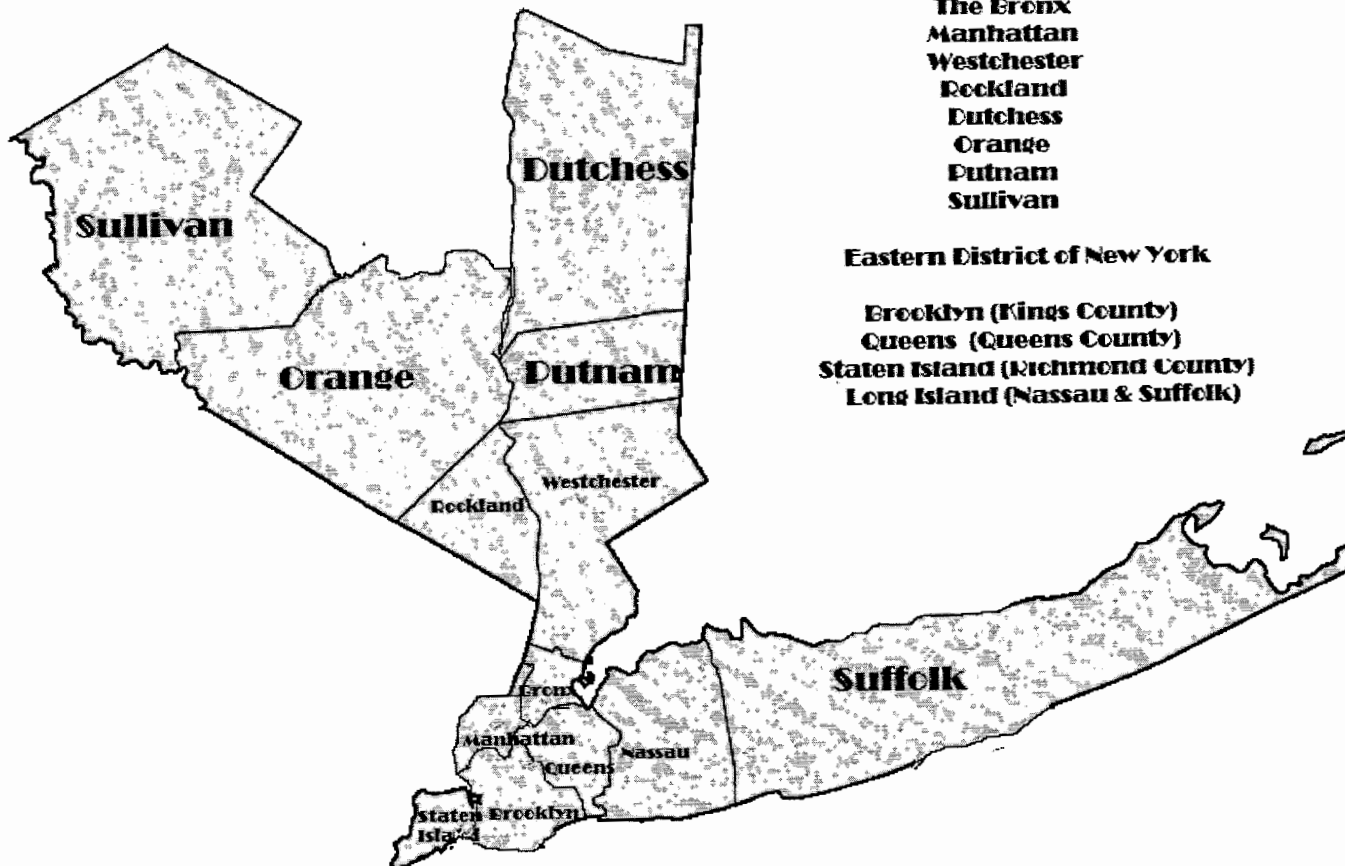 The Bronx
Manhattan
Westchester
Rockland
Dutchess
Orange
Putnam
Sullivan
Eastern District of New York
Brooklyn (Kings County)
Queens (Queens County)
Staten Island (Richmond County)
Long Island (Nassau & Suffolk)
Dutchess
Sullivan
Orange
Putnam
Westchester
Rockland
Suffolk
Bronx
Manhattan
Nassau
Queens
Staten
Island
Brooklyn